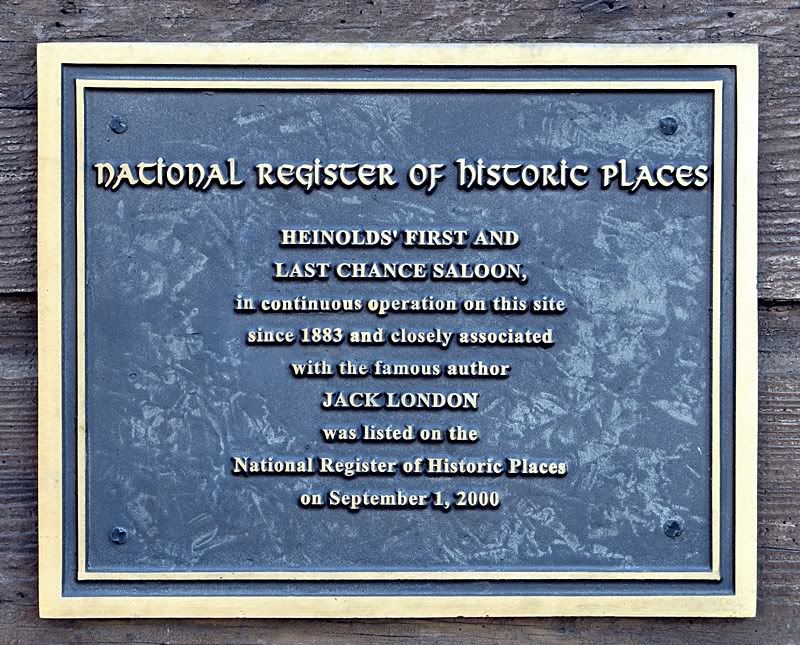 NATIONAL REGISTER OF HISTORIC PLACES
HEINOLDS' FIRST AND
LAST CHANCE SALOON,
in continuous operation on this site
since 1883 and closely associated
with the famous author
JACK LONDON
was listed on the
National Register of Historic Places
on September 1, 2000